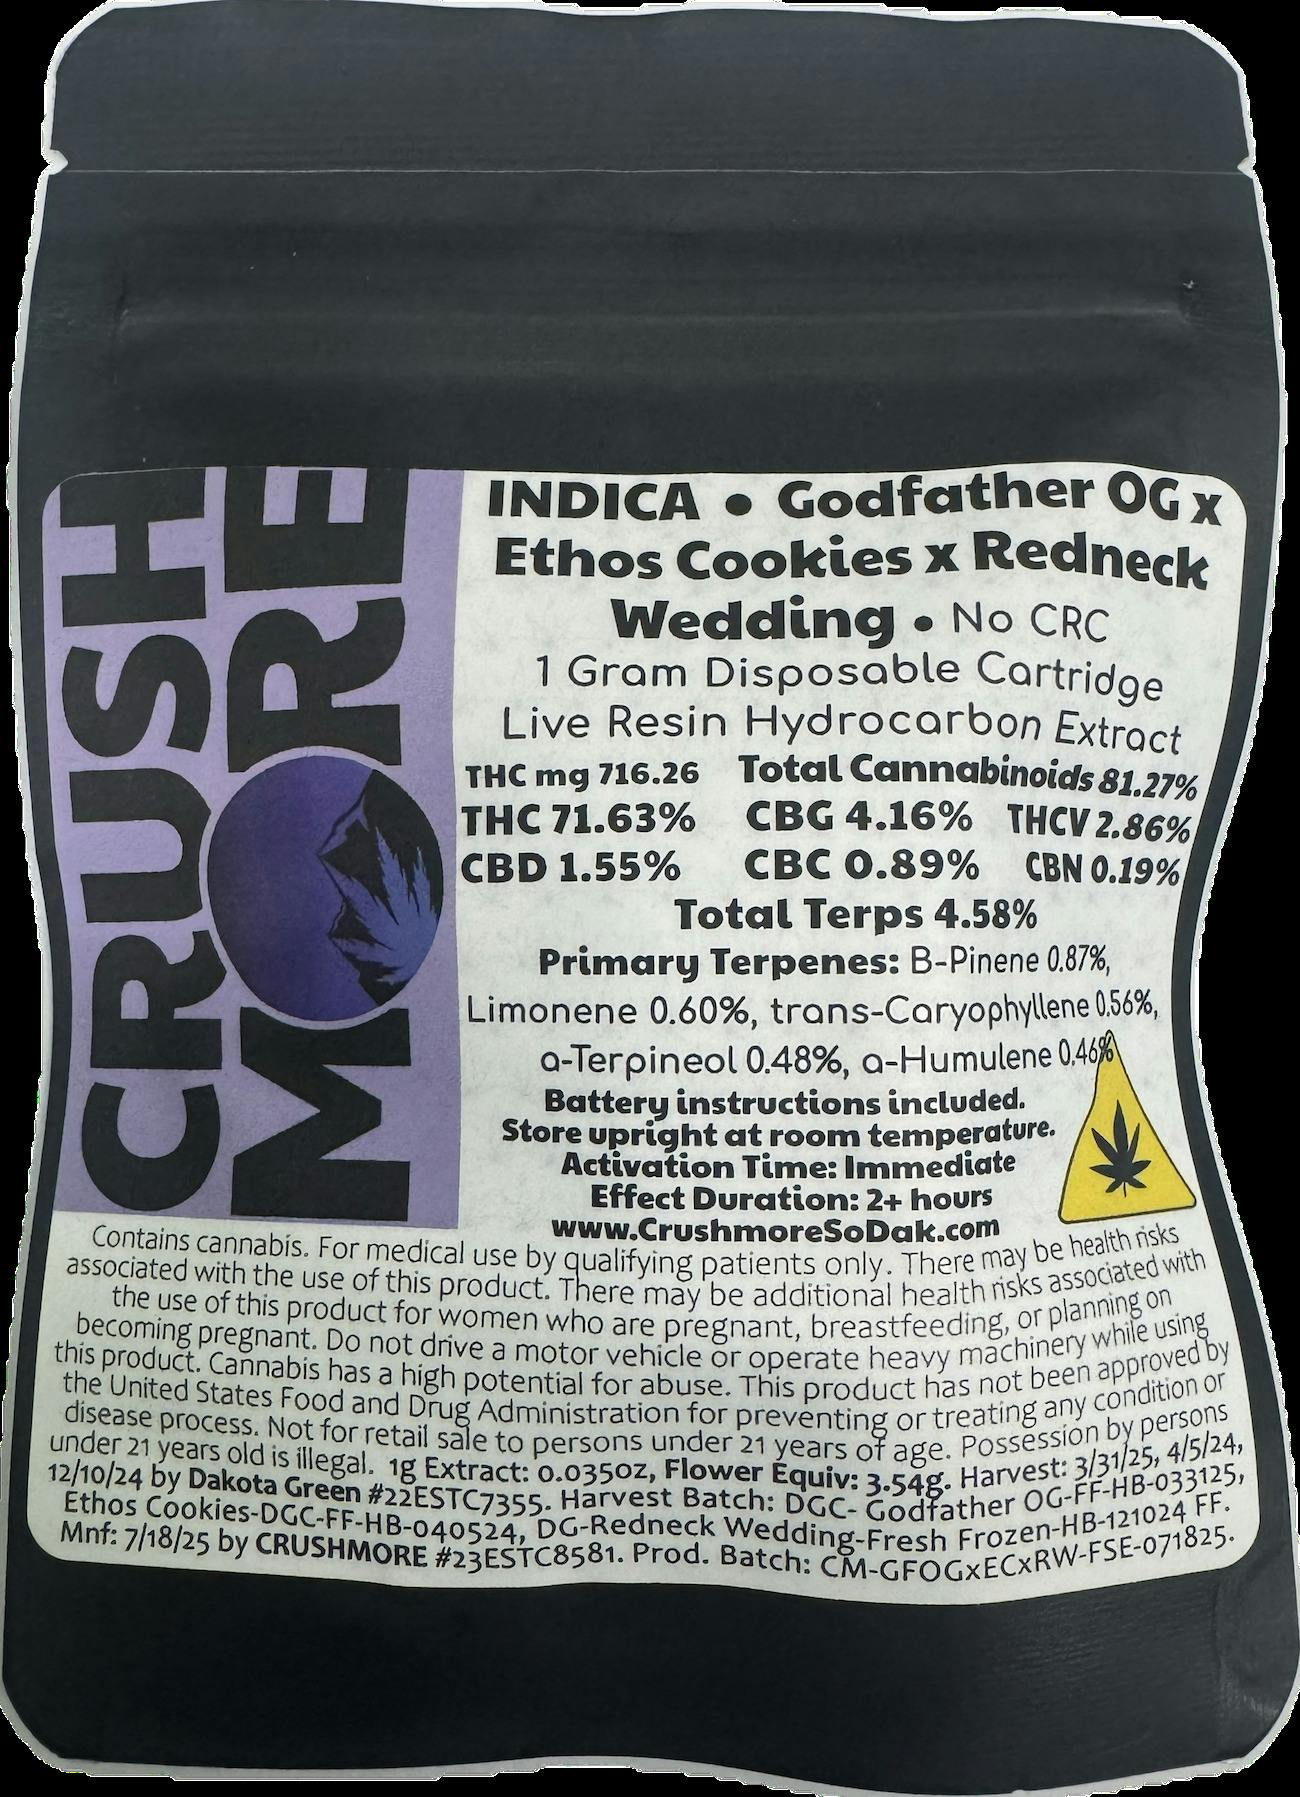 CRUSH
MORE
INDICA • Godfather OG x
Ethos Cookies x Redneck
Wedding • No CRC
1 Gram Disposable Cartridge
Live Resin Hydrocarbon Extract
THC mg 716.26 Total Cannabinoids 81.27%
THC 71.63% CBG 4.16% THCV 2.86%
CBD 1.55% CBC 0.89% CBN 0.19%
Total Terps 4.58%
Primary Terpenes: B-Pinene 0.87%,
Limonene 0.60%, trans-Caryophyllene 0.56%,
a-Terpineol 0.48%, a-Humulene 0.46%
Battery instructions included.
Store upright at room temperature.
Activation Time: Immediate
Effect Duration: 2+ hours
www.CrushmoreSoDak.com
Contains cannabis. For medical use by qualifying patients only. There may be health risks
associated with the use of this product. There may be additional health risks associated with
the use of this product for women who are pregnant, breastfeeding, or planning on
becoming pregnant. Do not drive a motor vehicle or operate heavy machinery while using
this product. Cannabis has a high potential for abuse. This product has not been approved by
the United States Food and Drug Administration for preventing or treating any condition or
disease process. Not for retail sale to persons under 21 years of age. Possession by persons
under 21 years old is illegal. 1g Extract: 0.035oz, Flower Equiv: 3.54g. Harvest: 3/31/25, 4/5/24,
12/10/24 by Dakota Green #22ESTC7355. Harvest Batch: DGC- Godfather OG-FF-HB-033125,
Ethos Cookies-DGC-FF-HB-040524, DG-Redneck Wedding-Fresh Frozen-HB-121024 FF.
Mnf: 7/18/25 by CRUSHMORE #23ESTC8581. Prod. Batch: CM-GFOGxECxRW-FSE-071825.